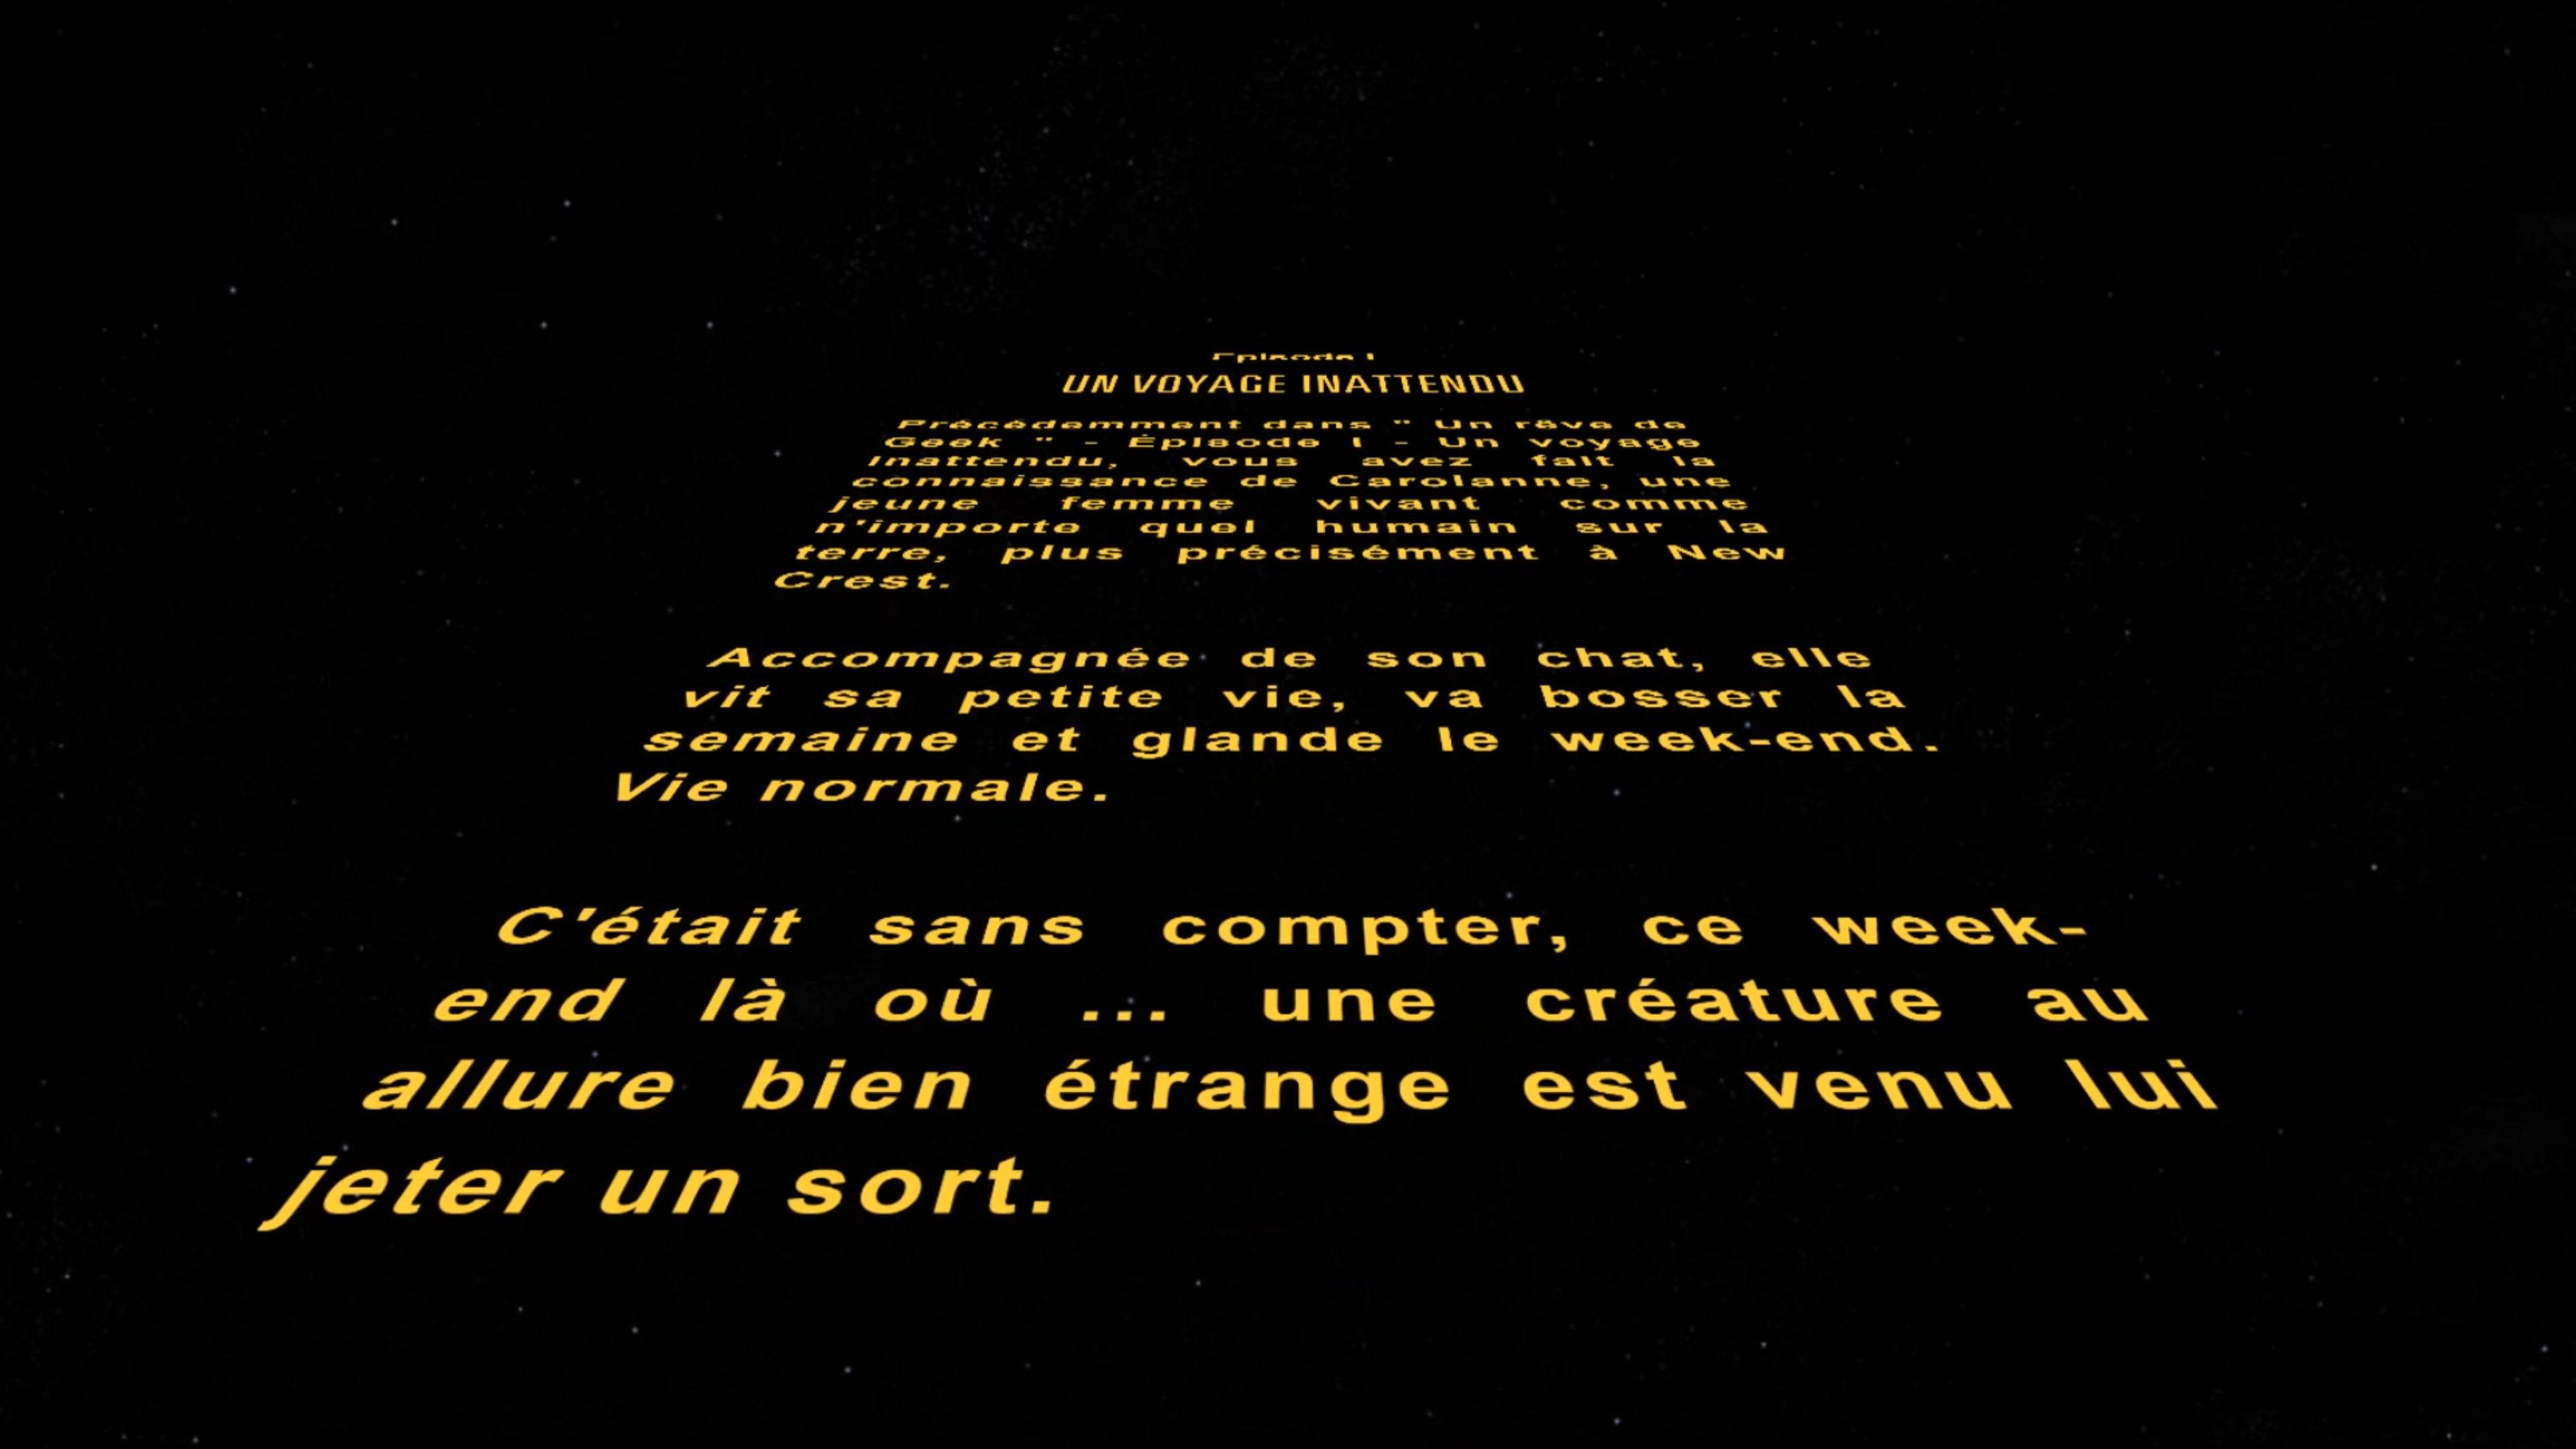 Episode I
UN VOYAGE INATTENDU
Précédemment dans " Un rêve de
Geek " - Épisode I - Un voyage
Inattendu, vous avez fait la
connaissance de Carolanne, une
jeune femme vivant comme
n'importe quel humain sur la
terre, plus précisément à New
Crest.
Accompagnée de son chat, elle
vit sa petite vie, va bosser la
semaine et glande le week-end.
Vie normale.
C'était sans compter, ce week-
end là où ... une créature au
allure bien étrange est venu lui
jeter un sort.